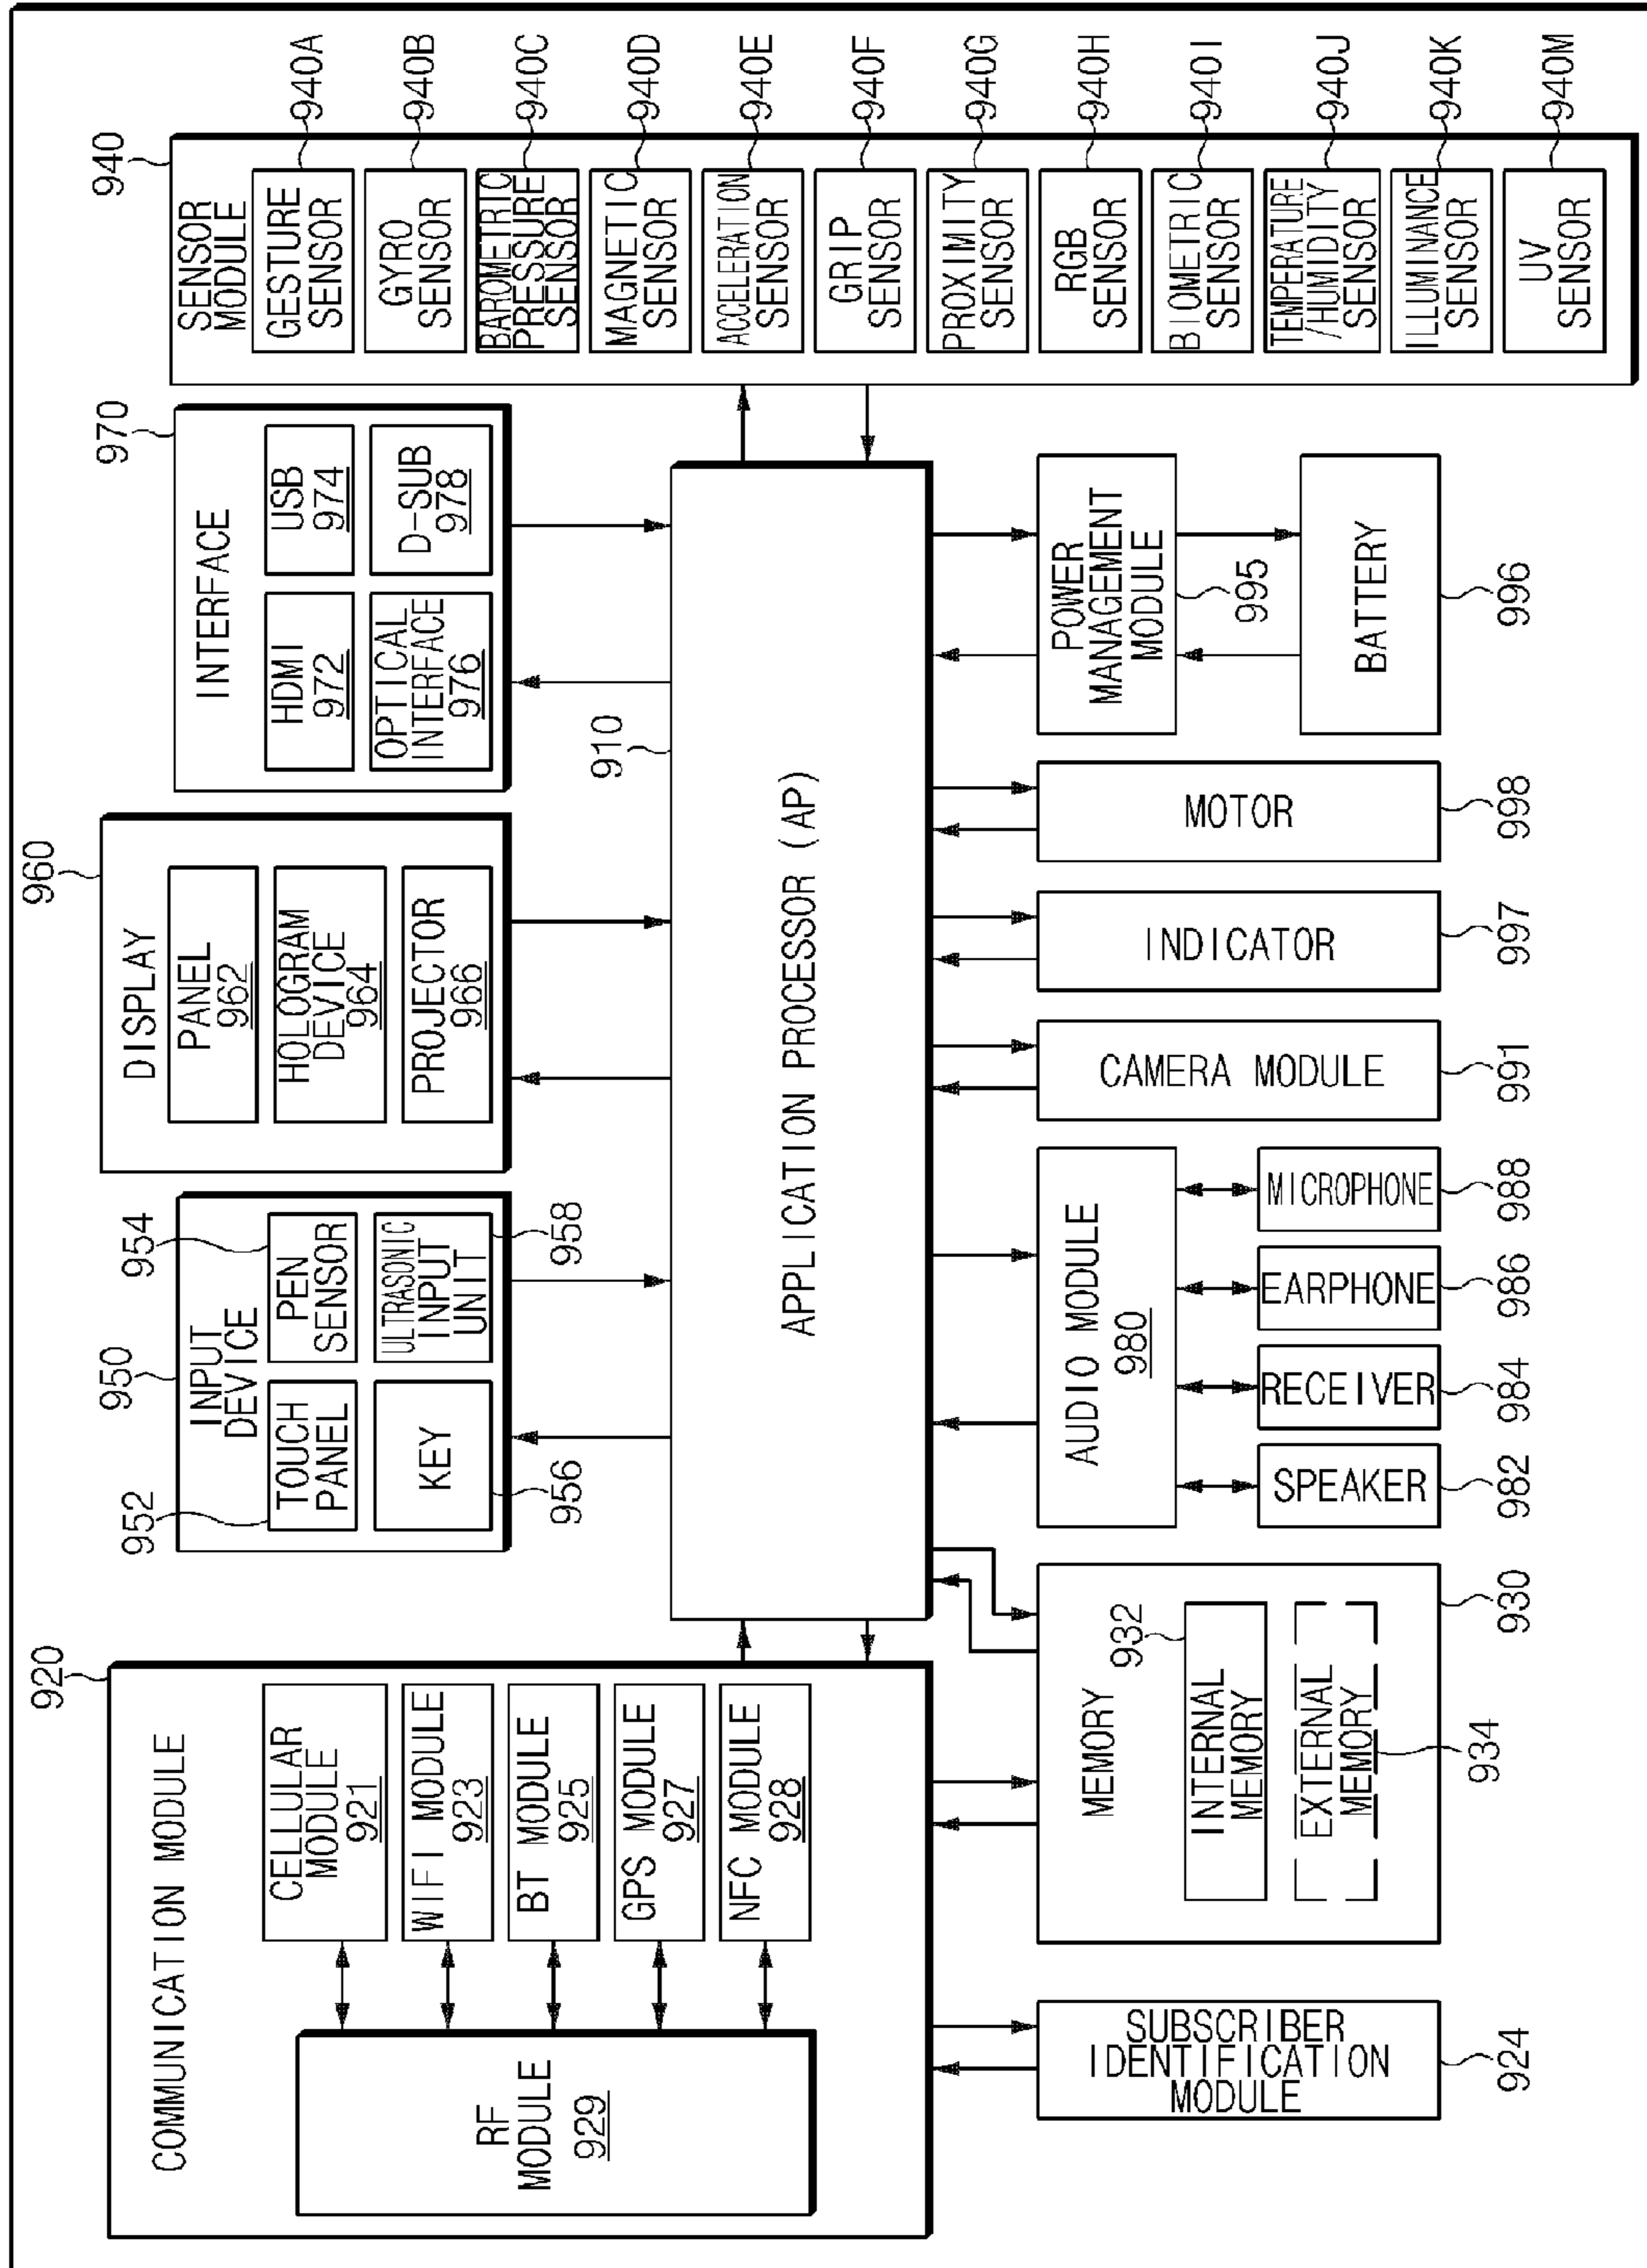 920
COMMUNICATION MODULE
RF
MODULE
929
CELLULAR
MODULE
921
WIFI MODULE
923
BT MODULE
925
GPS MODULE
927
NFC MODULE
928
950
INPUT
DEVICE
952
TOUCH
PANEL
954
PEN
SENSOR
KEY
956
ULTRASONIC
INPUT
UNIT
958
960
DISPLAY
PANEL
962
HOLOGRAM
DEVICE
964
PROJECTOR
966
970
INTERFACE
HDMI
972
USB
974
OPTICAL
INTERFACE
976
D-SUB
978
940
SENSOR
MODULE
GESTURE
SENSOR
940A
GYRO
SENSOR
940B
BAROMETRIC
PRESSURE
SENSOR
940C
MAGNETIC
SENSOR
940D
ACCELERATION
SENSOR
940E
GRIP
SENSOR
940F
PROXIMITY
SENSOR
940G
RGB
SENSOR
940H
BIOMETRIC
SENSOR
940I
TEMPERATURE
/HUMIDITY
SENSOR
940J
ILLUMINANCE
SENSOR
940K
UV
SENSOR
940M
910
APPLICATION PROCESSOR (AP)
SUBSCRIBER
IDENTIFICATION
MODULE
924
MEMORY
932
INTERNAL
MEMORY
EXTERNAL
MEMORY
934
930
AUDIO MODULE
980
SPEAKER
982
RECEIVER
984
EARPHONE
986
MICROPHONE
988
CAMERA MODULE
991
INDICATOR
997
MOTOR
998
POWER
MANAGEMENT
MODULE
995
BATTERY
996